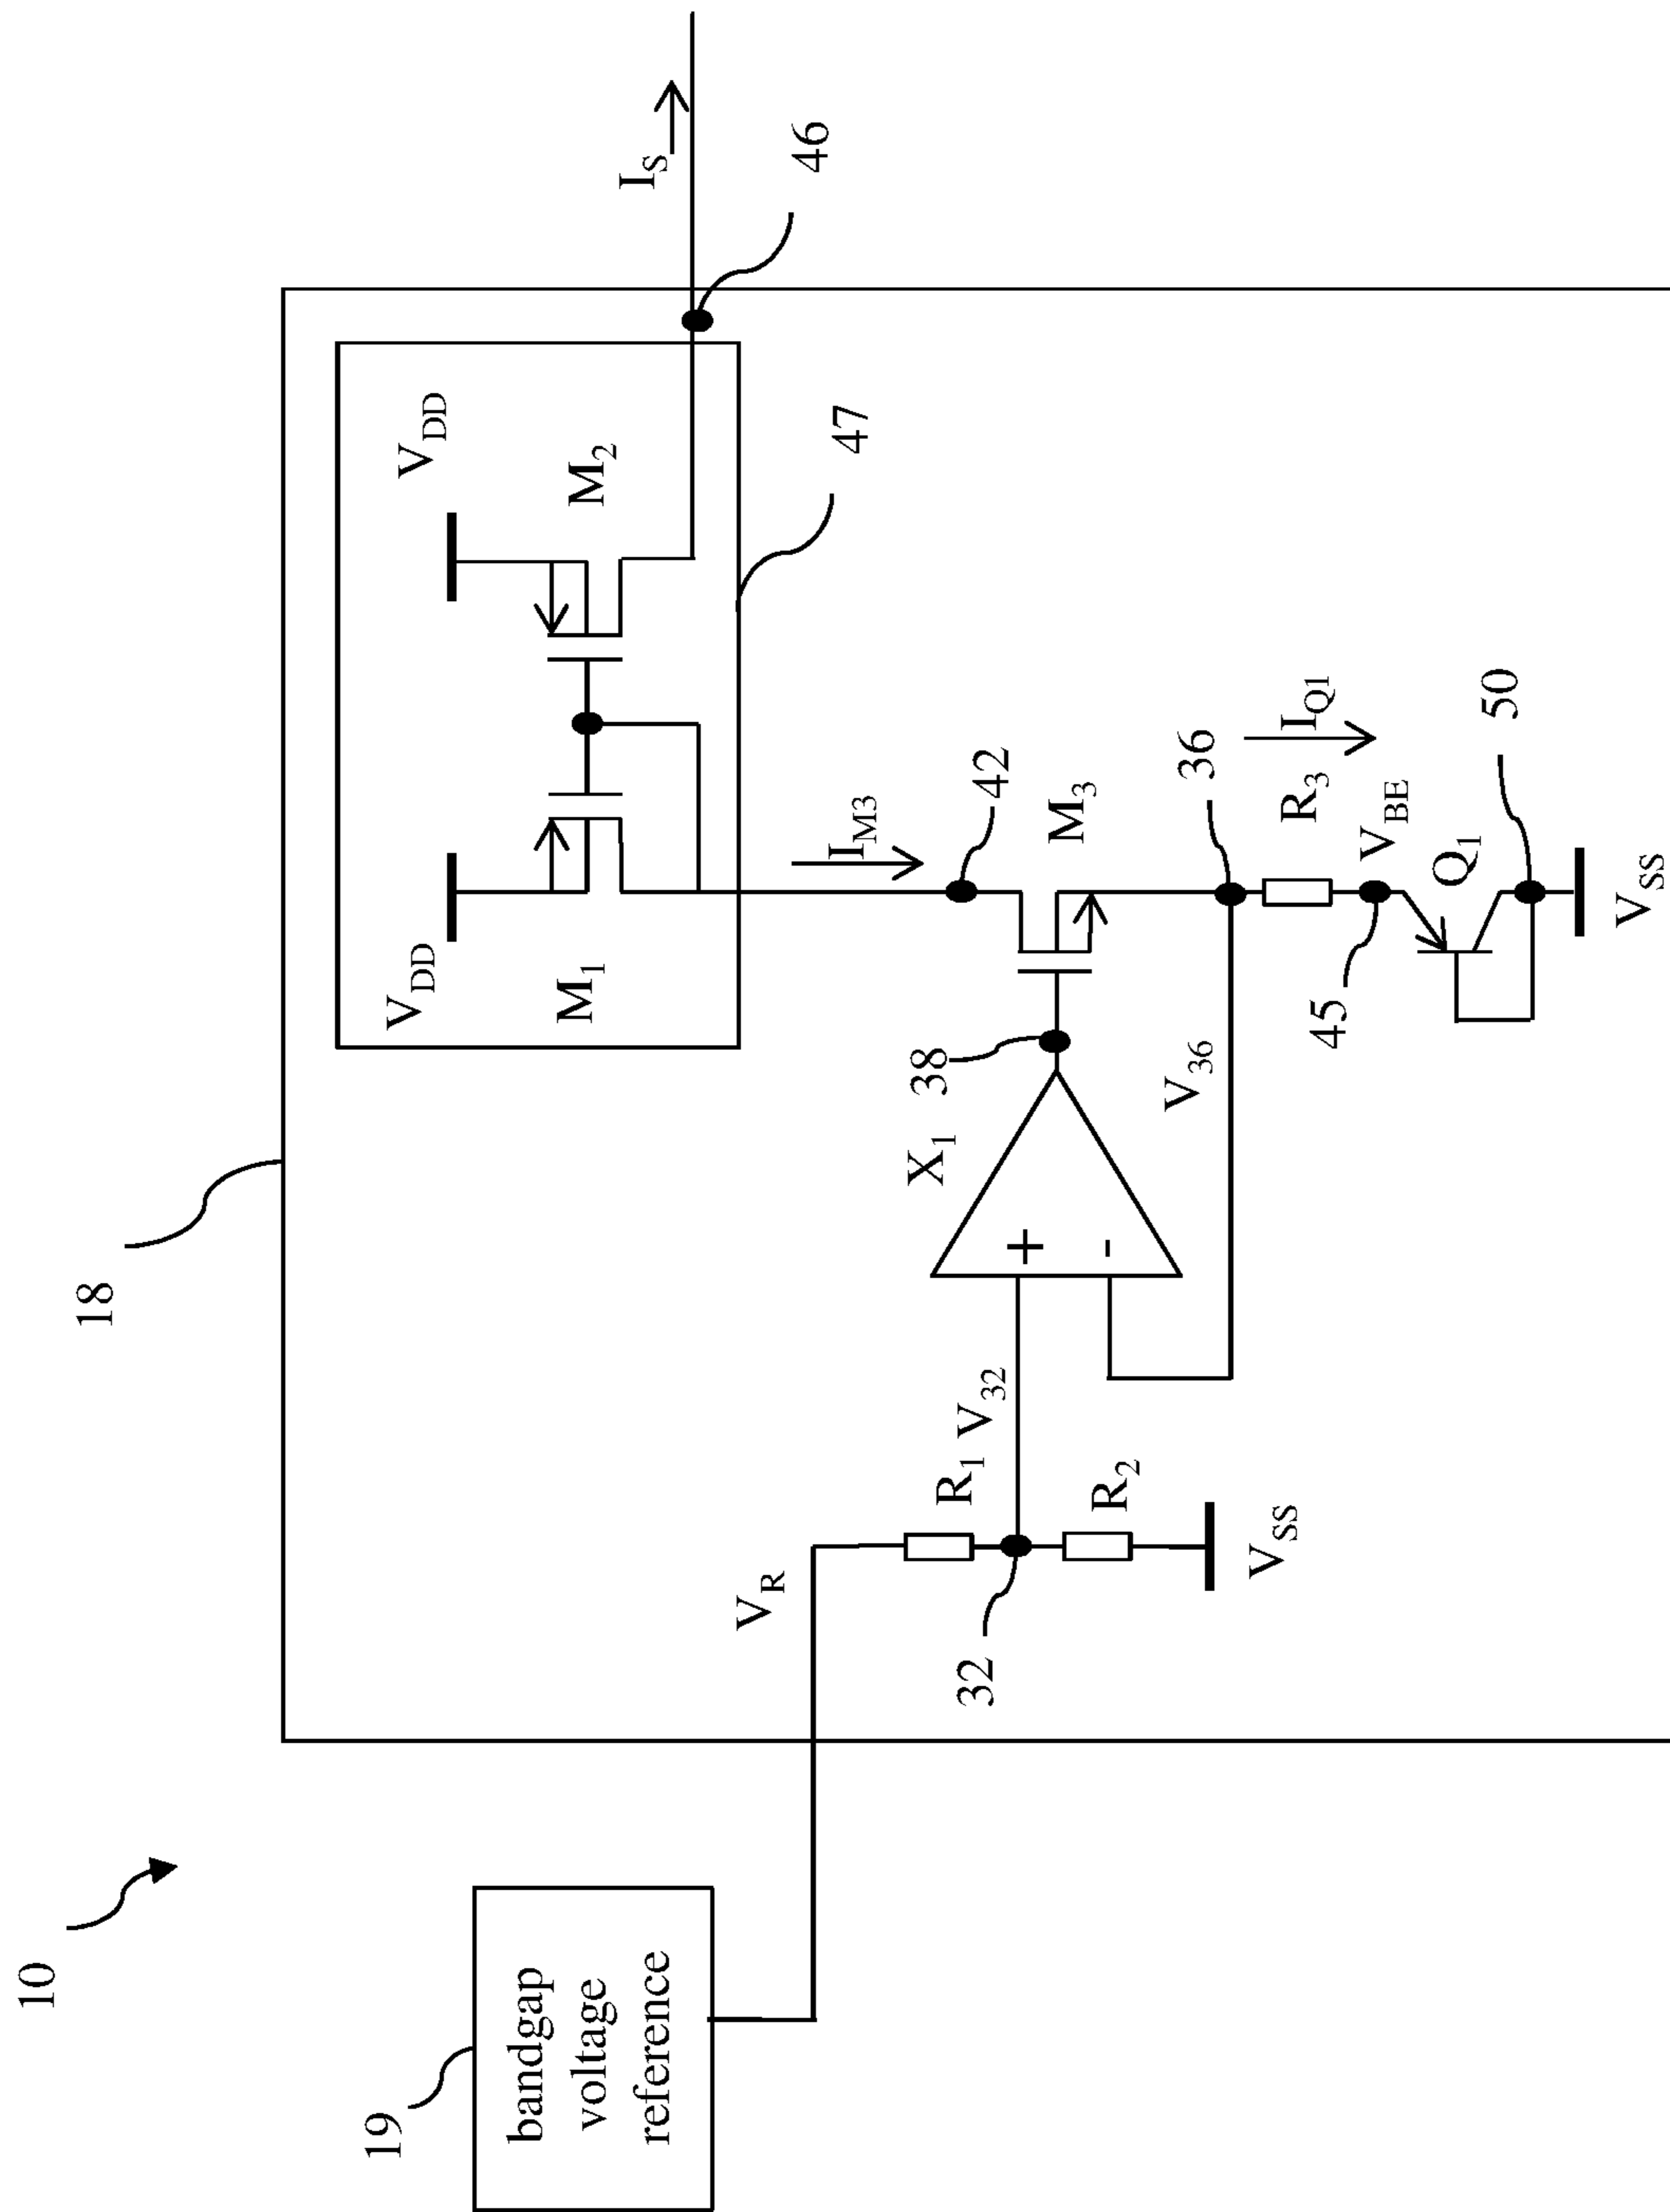 10
18
19
bandgap
voltage
reference
V_R
32
R_1
V_32
R_2
V_SS
X_1
+
-
38
V_36
V_DD
M_1
V_DD
M_2
47
I_S
46
I_M3
42
M_3
36
I_Q1
R_3
V_BE
45
Q_1
50
V_SS